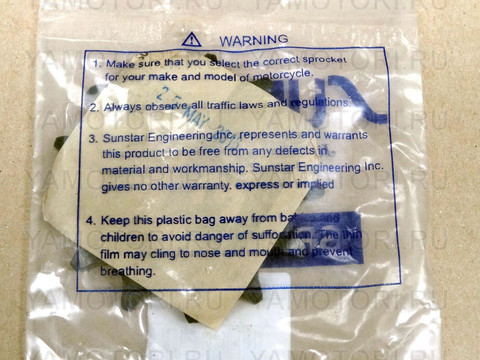 ⚠ WARNING
1. Make sure that you select the correct sprocket
for your make and model of motorcycle.
2. Always observe all traffic laws and regulations.
3. Sunstar Engineering Inc. represents and warrants
this product to be free from any defects in
material and workmanship. Sunstar Engineering Inc.
gives no other warranty. express or implied
4. Keep this plastic bag away from and
children to avoid danger of suffocation. The thin
film may cling to nose and mouth and prevent
breathing.
25 MAY
YAMOTORI.RU